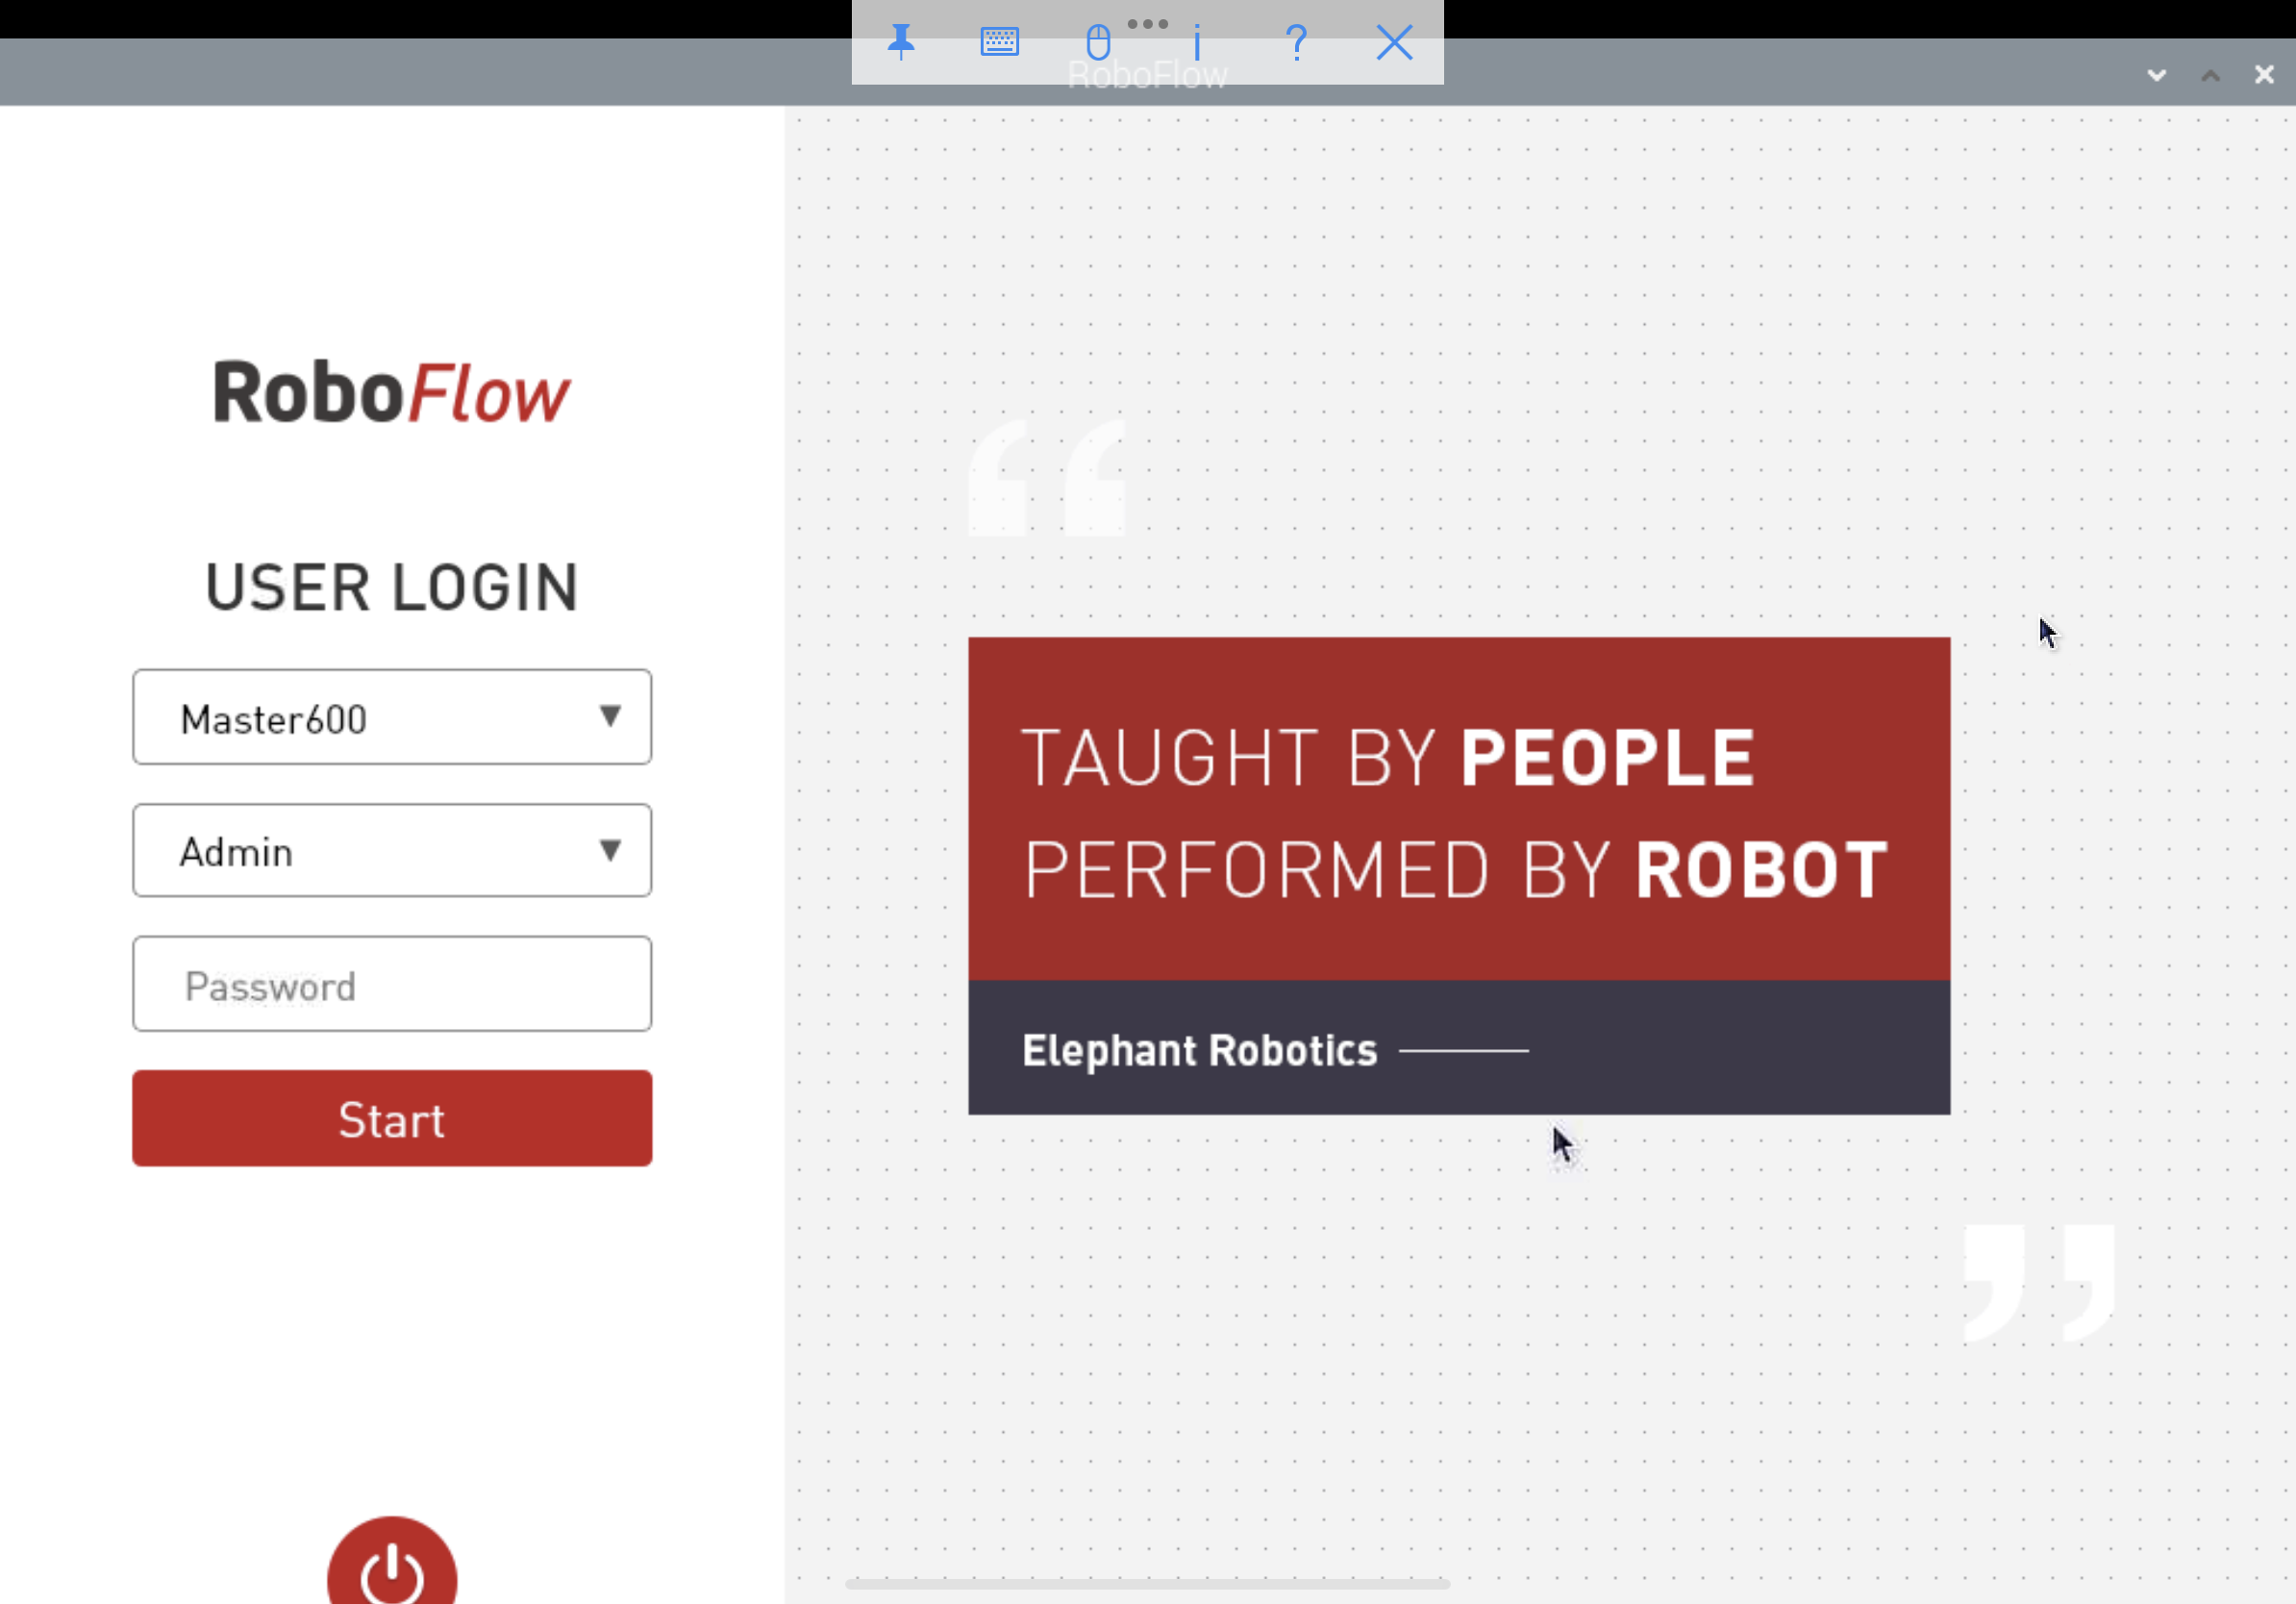 RoboFlow
RoboFlow
USER LOGIN
Master600
Admin
Password
Start
TAUGHT BY PEOPLE
PERFORMED BY ROBOT
Elephant Robotics